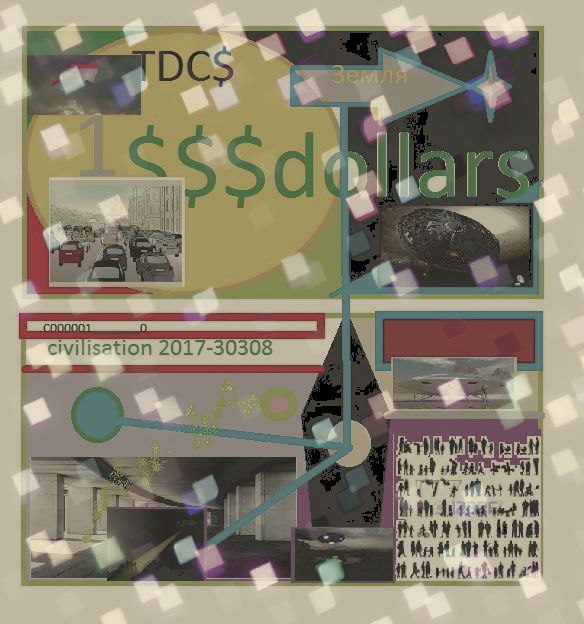 TDC$
Земля
1 $$$dollars
C000001 0
civilisation 2017-30308